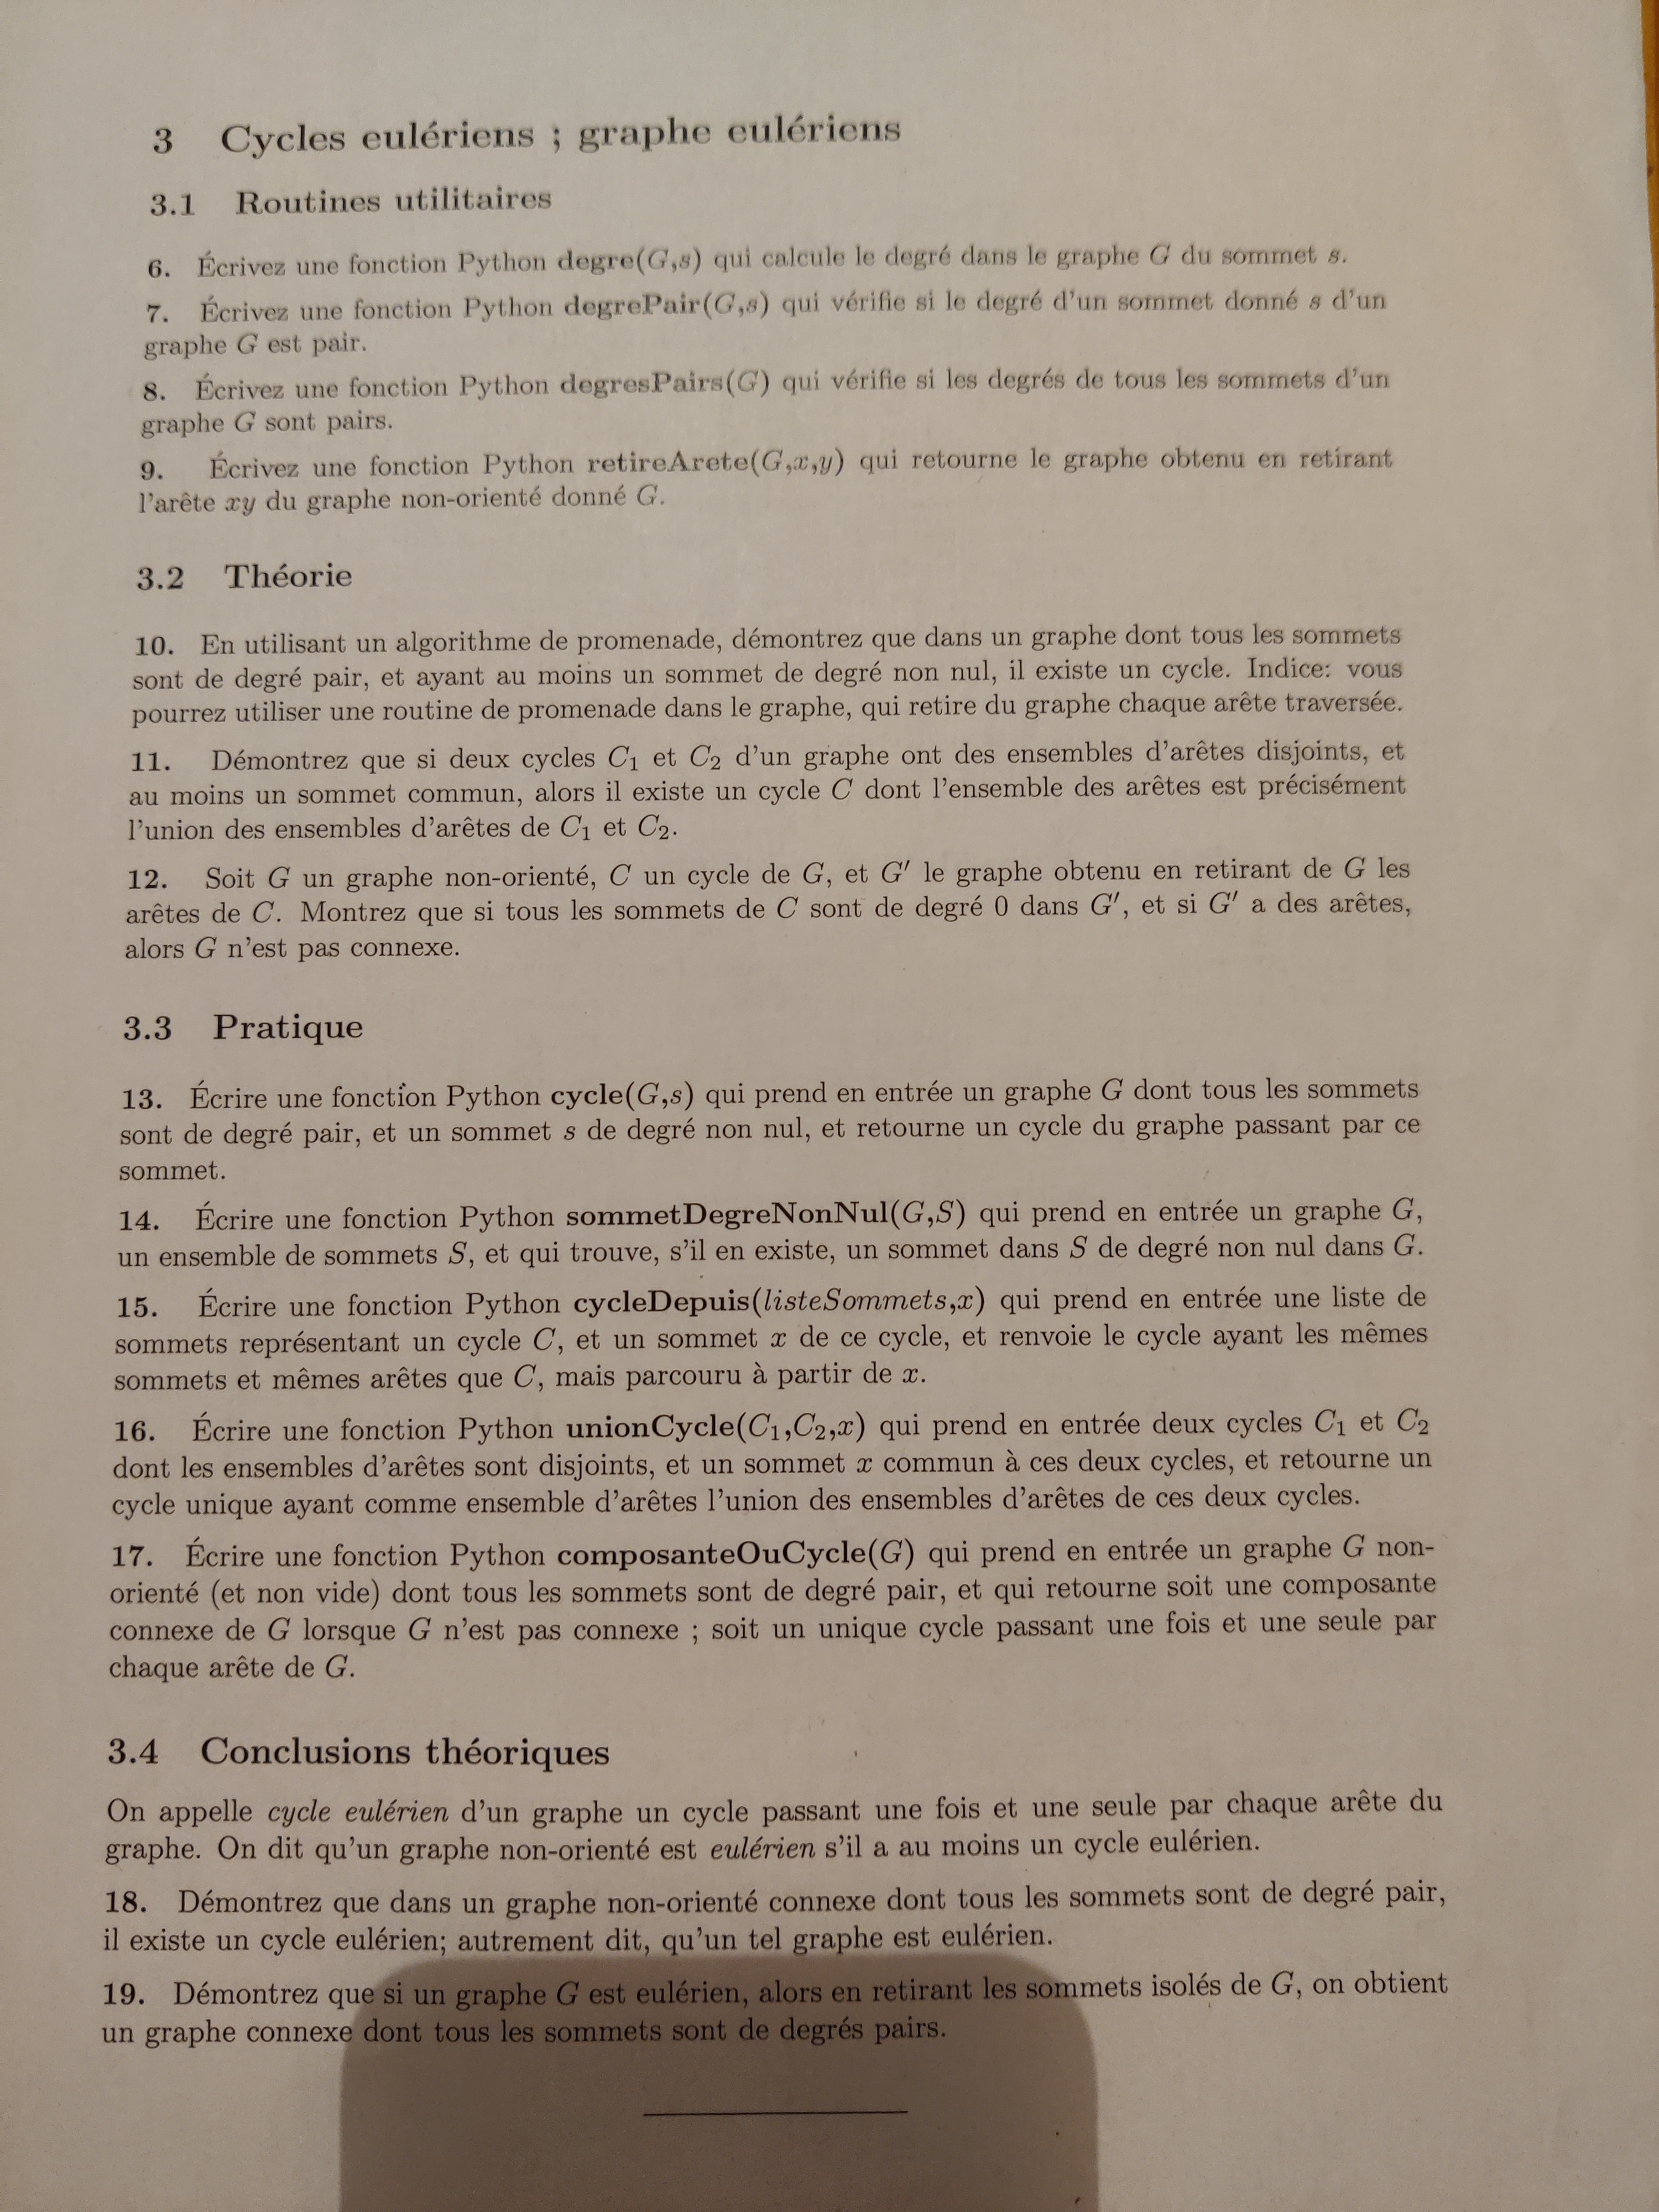 3 Cycles eulériens ; graphe eulériens
3.1 Routines utilitaires
6. Écrivez une fonction Python degre(G,s) qui calcule le degré dans le graphe G du sommet s.
7. Écrivez une fonction Python degrePair(G,s) qui vérifie si le degré d'un sommet donné s d'un
graphe G est pair.
8. Écrivez une fonction Python degresPairs(G) qui vérifie si les degrés de tous les sommets d'un
graphe G sont pairs.
9. Écrivez une fonction Python retireArete(G,x,y) qui retourne le graphe obtenu en retirant
l'arête xy du graphe non-orienté donné G.
3.2 Théorie
10. En utilisant un algorithme de promenade, démontrez que dans un graphe dont tous les sommets
sont de degré pair, et ayant au moins un sommet de degré non nul, il existe un cycle. Indice: vous
pourrez utiliser une routine de promenade dans le graphe, qui retire du graphe chaque arête traversée.
11. Démontrez que si deux cycles C₁ et C₂ d'un graphe ont des ensembles d'arêtes disjoints, et
au moins un sommet commun, alors il existe un cycle C dont l'ensemble des arêtes est précisément
l'union des ensembles d'arêtes de C₁ et C₂.
12. Soit G un graphe non-orienté, C un cycle de G, et G′ le graphe obtenu en retirant de G les
arêtes de C. Montrez que si tous les sommets de C sont de degré 0 dans G′, et si G′ a des arêtes,
alors G n'est pas connexe.
3.3 Pratique
13. Écrire une fonction Python cycle(G,s) qui prend en entrée un graphe G dont tous les sommets
sont de degré pair, et un sommet s de degré non nul, et retourne un cycle du graphe passant par ce
sommet.
14. Écrire une fonction Python sommetDegreNonNul(G,S) qui prend en entrée un graphe G,
un ensemble de sommets S, et qui trouve, s'il en existe, un sommet dans S de degré non nul dans G.
15. Écrire une fonction Python cycleDepuis(listeSommets,x) qui prend en entrée une liste de
sommets représentant un cycle C, et un sommet x de ce cycle, et renvoie le cycle ayant les mêmes
sommets et mêmes arêtes que C, mais parcouru à partir de x.
16. Écrire une fonction Python unionCycle(C₁,C₂,x) qui prend en entrée deux cycles C₁ et C₂
dont les ensembles d'arêtes sont disjoints, et un sommet x commun à ces deux cycles, et retourne un
cycle unique ayant comme ensemble d'arêtes l'union des ensembles d'arêtes de ces deux cycles.
17. Écrire une fonction Python composanteOuCycle(G) qui prend en entrée un graphe G non-
orienté (et non vide) dont tous les sommets sont de degré pair, et qui retourne soit une composante
connexe de G lorsque G n'est pas connexe ; soit un unique cycle passant une fois et une seule par
chaque arête de G.
3.4 Conclusions théoriques
On appelle cycle eulérien d'un graphe un cycle passant une fois et une seule par chaque arête du
graphe. On dit qu'un graphe non-orienté est eulérien s'il a au moins un cycle eulérien.
18. Démontrez que dans un graphe non-orienté connexe dont tous les sommets sont de degré pair,
il existe un cycle eulérien; autrement dit, qu'un tel graphe est eulérien.
19. Démontrez que si un graphe G est eulérien, alors en retirant les sommets isolés de G, on obtient
un graphe connexe dont tous les sommets sont de degrés pairs.